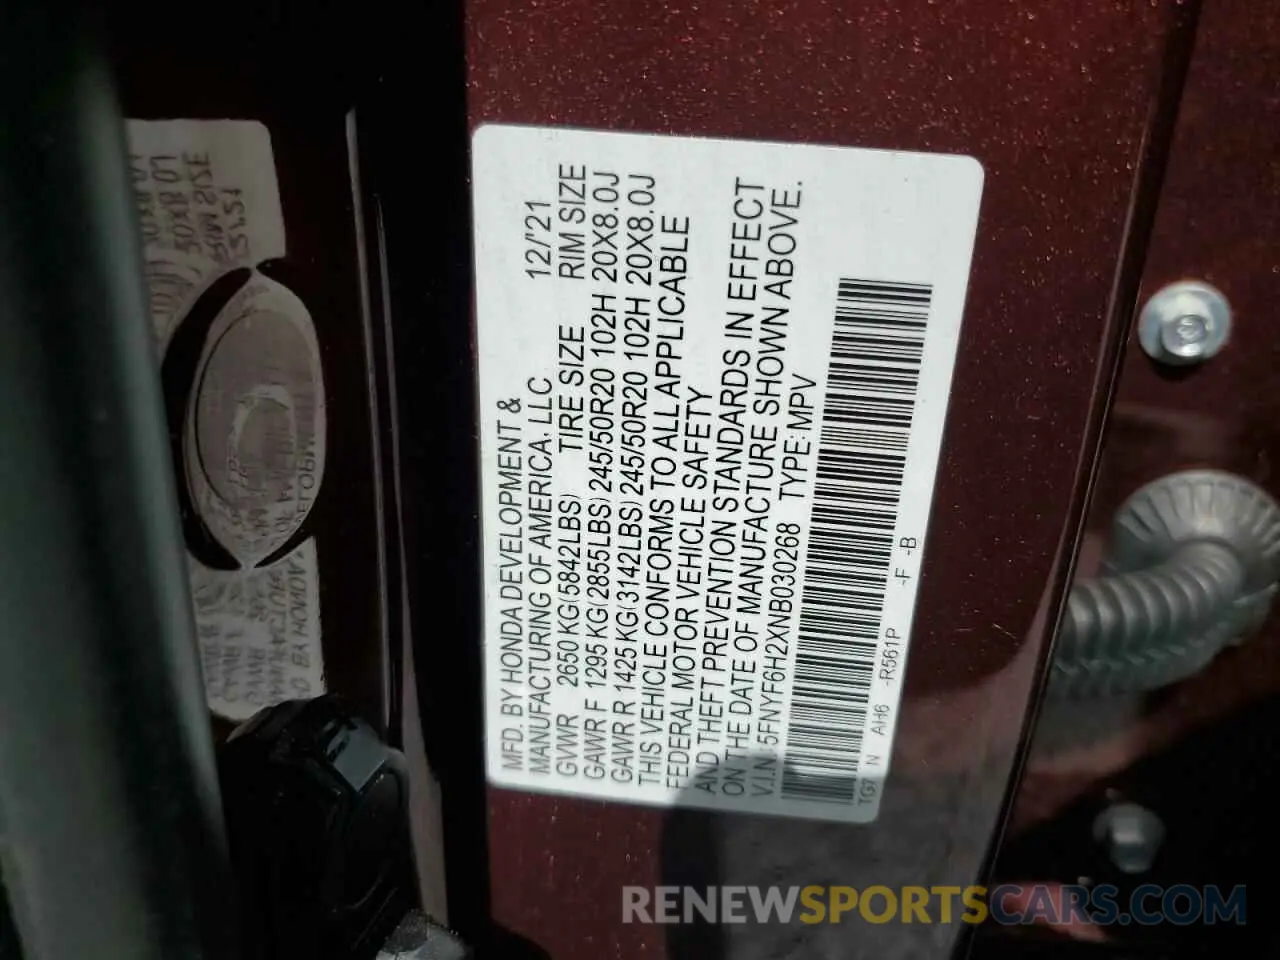 MFD. BY HONDA DEVELOPMENT &
MANUFACTURING OF AMERICA, LLC 12/'21
GVWR 2650 KG(5842LBS) TIRE SIZE RIM SIZE
GAWR F 1295 KG(2855LBS) 245/50R20 102H 20X8.0J
GAWR R 1425 KG(3142LBS) 245/50R20 102H 20X8.0J
THIS VEHICLE CONFORMS TO ALL APPLICABLE
FEDERAL MOTOR VEHICLE SAFETY
AND THEFT PREVENTION STANDARDS IN EFFECT
ON THE DATE OF MANUFACTURE SHOWN ABOVE.
V.I.N.: 5FNYF6H2XNB030268 TYPE: MPV
N AH6 -R561P -F -B
RENEWSPORTSCARS.COM